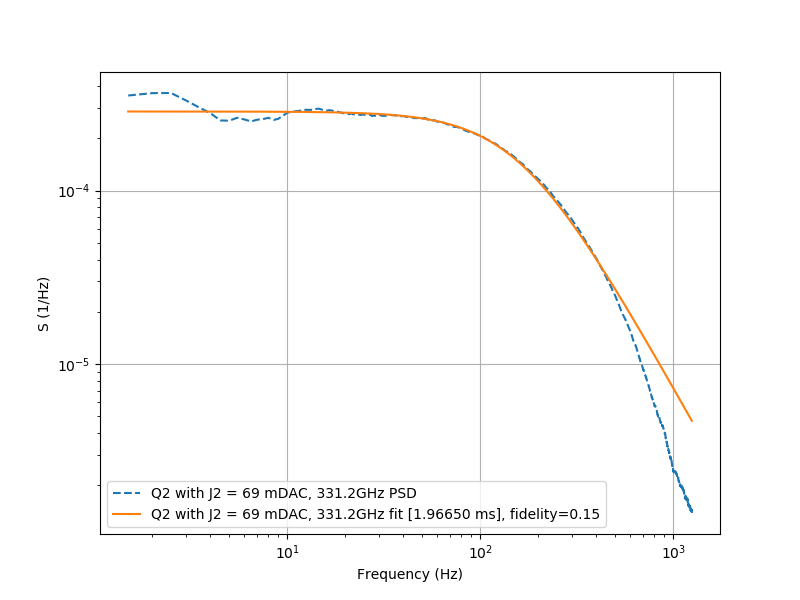 10⁻⁴
10⁻⁵
S (1/Hz)
Q2 with J2 = 69 mDAC, 331.2GHz PSD
Q2 with J2 = 69 mDAC, 331.2GHz fit [1.96650 ms], fidelity=0.15
10¹ 10² 10³
Frequency (Hz)